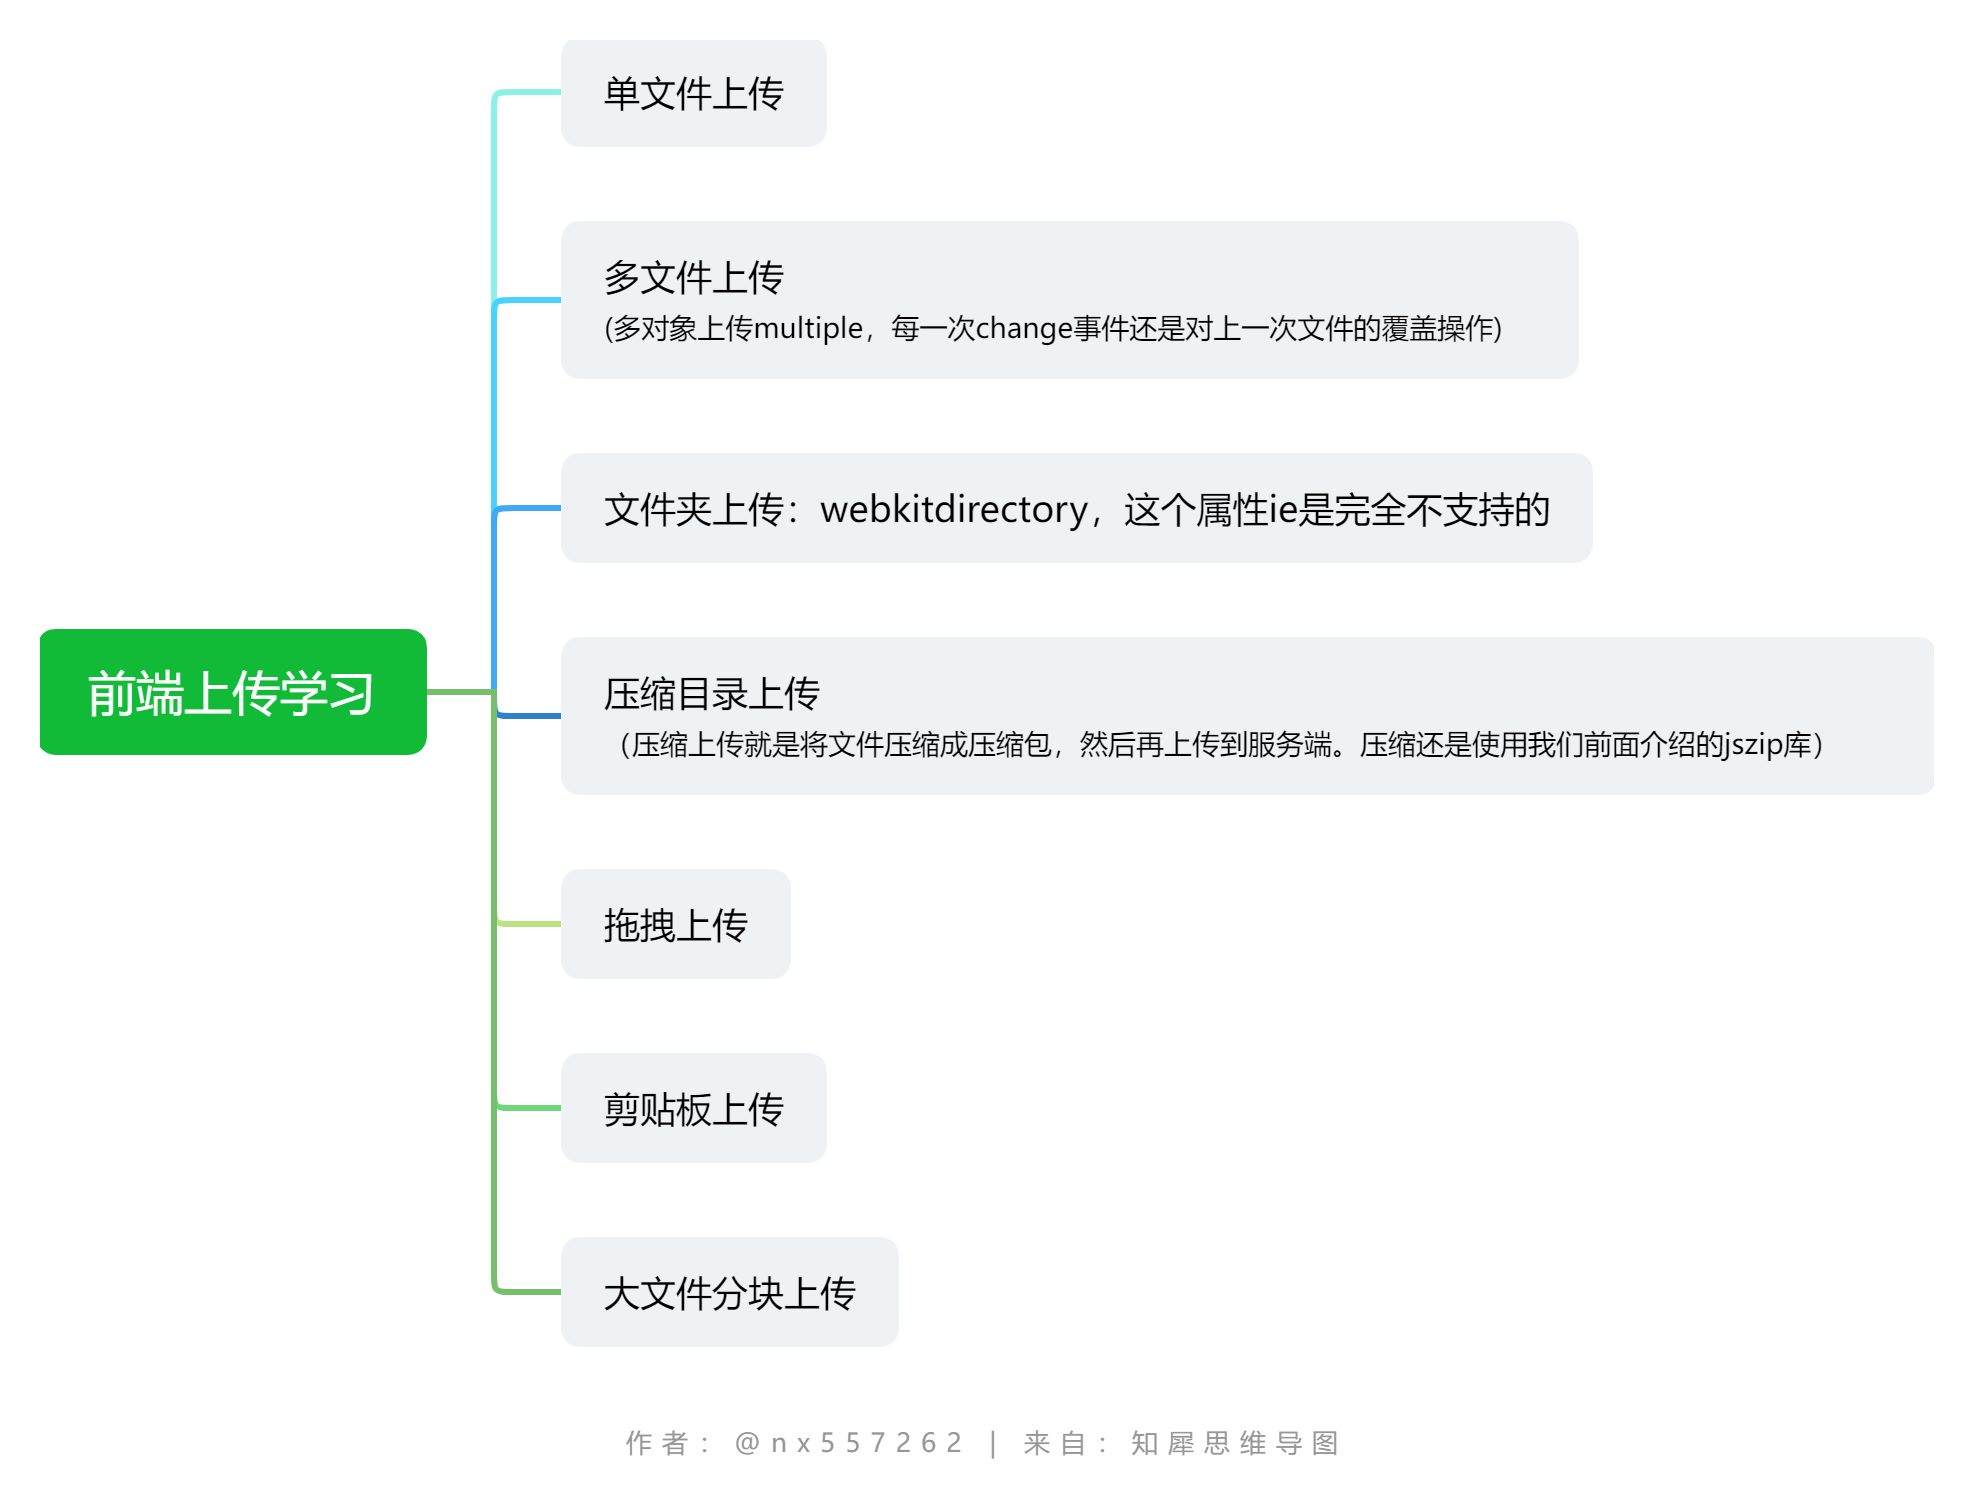 单文件上传
多文件上传
(多对象上传multiple，每一次change事件还是对上一次文件的覆盖操作)
文件夹上传：webkitdirectory，这个属性ie是完全不支持的
前端上传学习
压缩目录上传
（压缩上传就是将文件压缩成压缩包，然后再上传到服务端。压缩还是使用我们前面介绍的jszip库）
拖拽上传
剪贴板上传
大文件分块上传
作者：@nx557262 | 来自：知犀思维导图